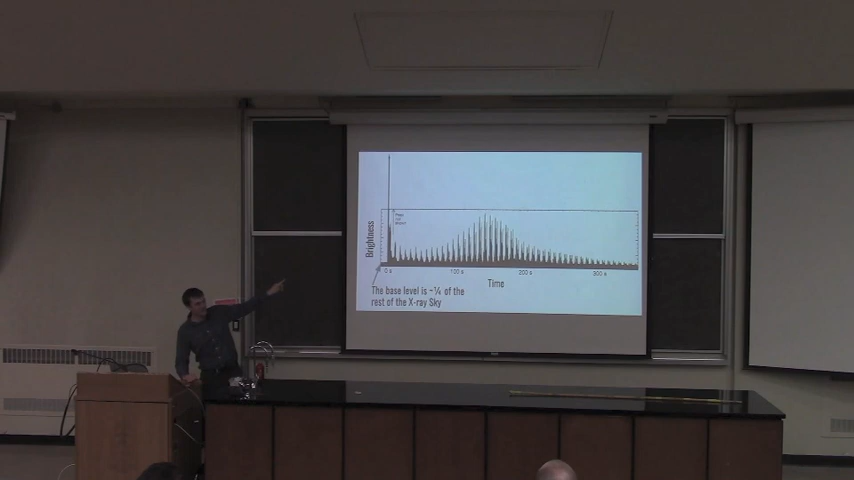 Brightness
0 s
100 s
200 s
300 s
Time
The base level is ~¼ of the
rest of the X-ray Sky